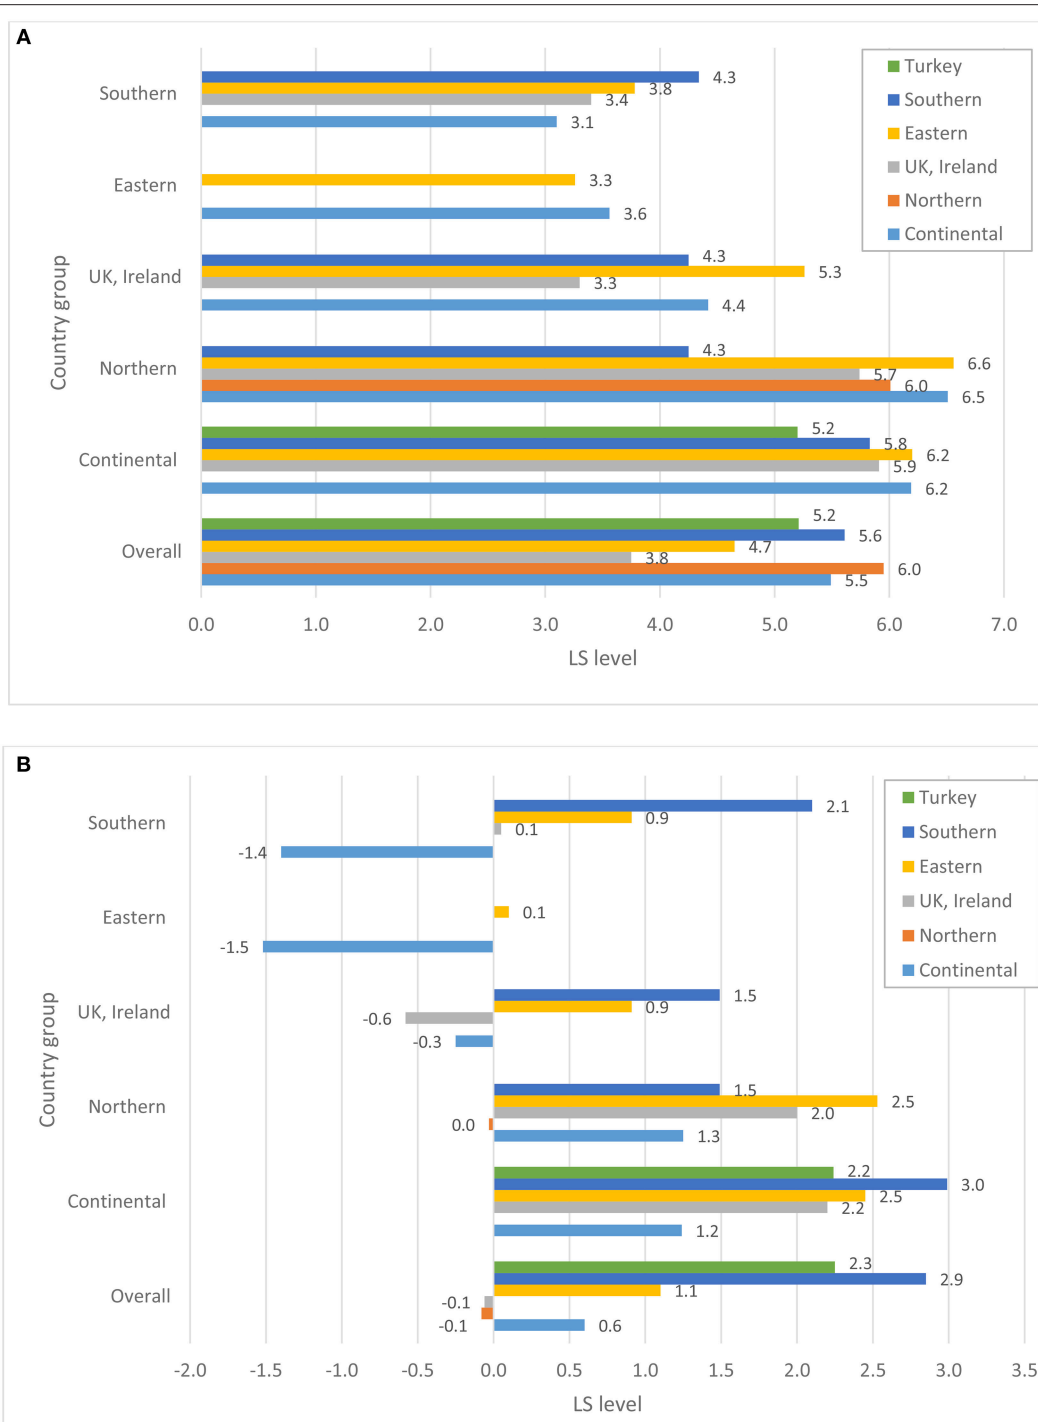 A
Turkey
Southern
Eastern
UK, Ireland
Northern
Continental
Southern
4.3
3.8
3.4
3.1
Eastern
3.3
3.6
UK, Ireland
4.3
5.3
3.3
4.4
Northern
4.3
6.6
5.7
6.0
6.5
Continental
5.2
5.8
6.2
5.9
6.2
Overall
5.2
5.6
4.7
3.8
6.0
5.5
Country group
0.0 1.0 2.0 3.0 4.0 5.0 6.0 7.0
LS level
B
Turkey
Southern
Eastern
UK, Ireland
Northern
Continental
Southern
2.1
0.9
0.1
-1.4
Eastern
0.1
-1.5
UK, Ireland
1.5
0.9
-0.6
-0.3
Northern
1.5
2.5
2.0
0.0
1.3
Continental
2.2
3.0
2.5
2.2
1.2
Overall
2.3
2.9
1.1
-0.1
-0.1
0.6
Country group
-2.0 -1.5 -1.0 -0.5 0.0 0.5 1.0 1.5 2.0 2.5 3.0 3.5
LS level